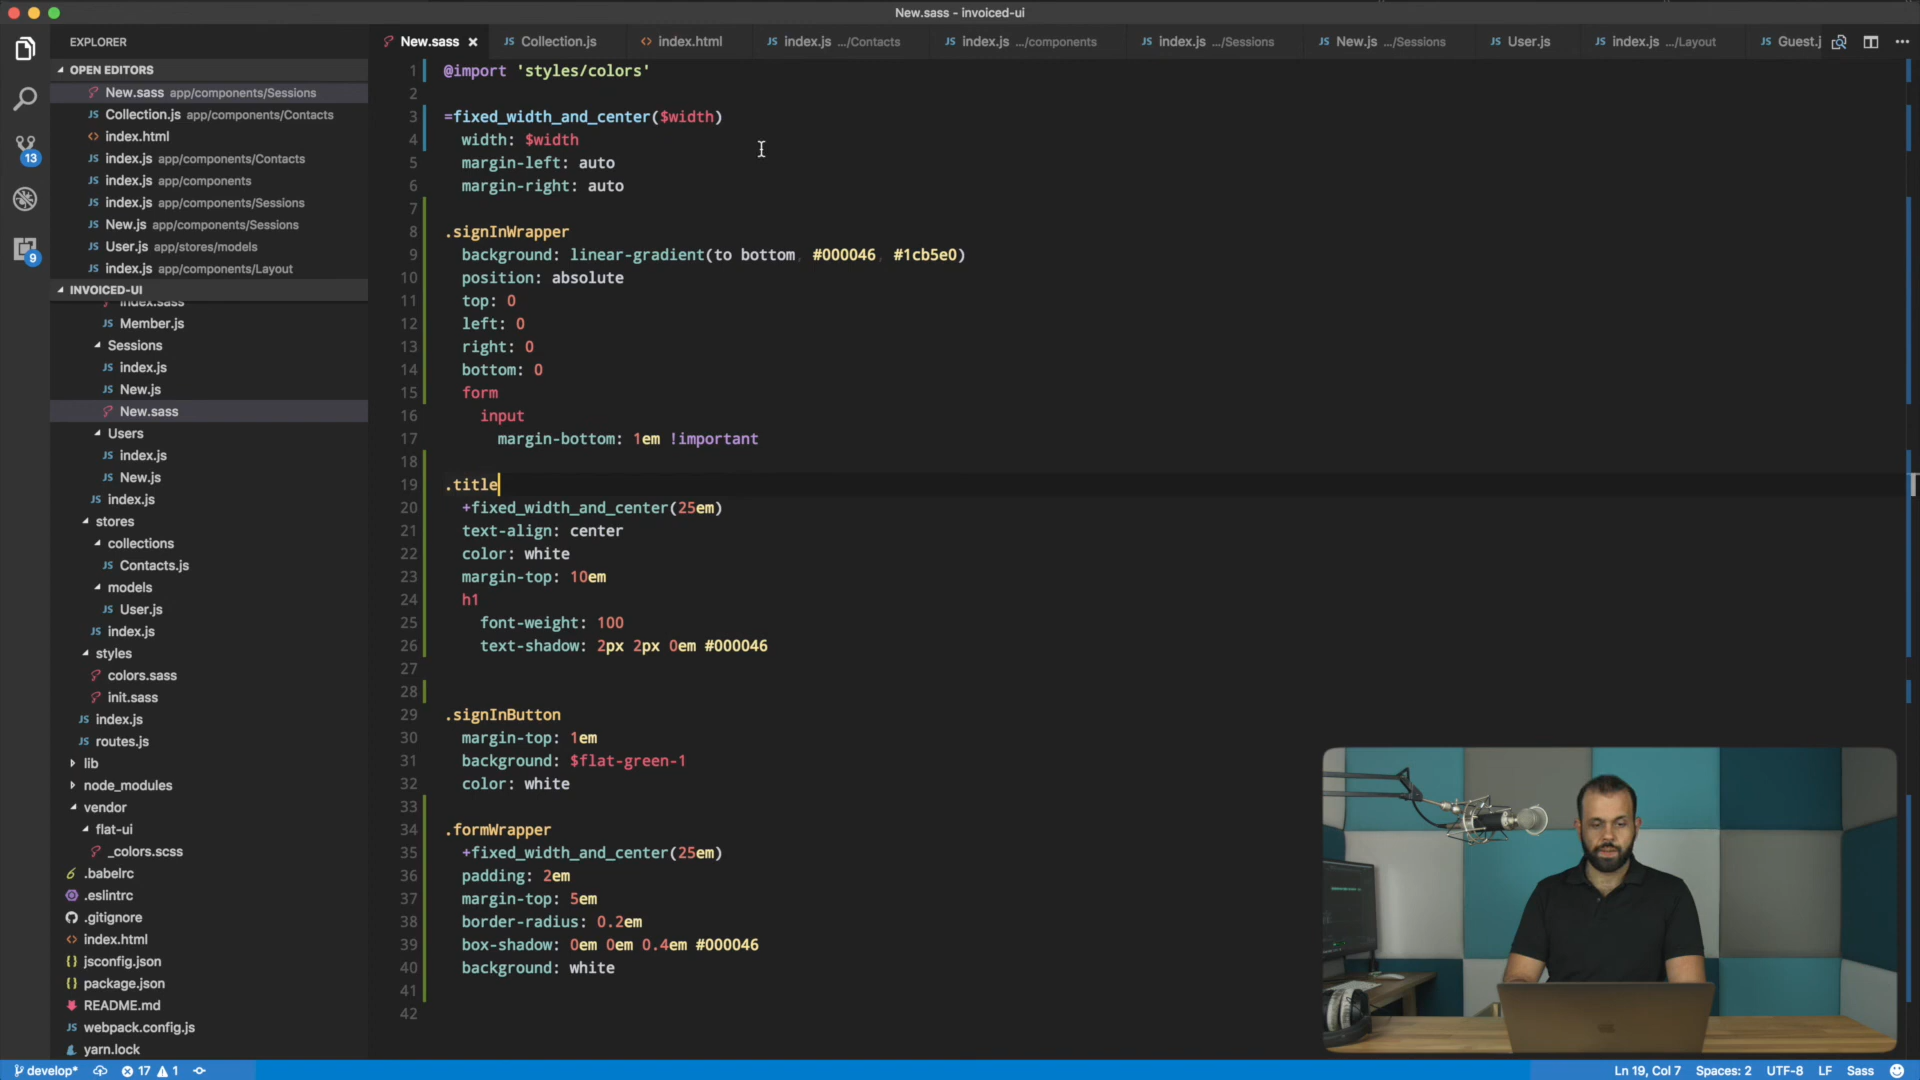 New.sass - invoiced-ui
EXPLORER
OPEN EDITORS
New.sass app/components/Sessions
Collection.js app/components/Contacts
index.html
index.js app/components/Contacts
index.js app/components
index.js app/components/Sessions
New.js app/components/Sessions
User.js app/stores/models
index.js app/components/Layout
INVOICED-UI
index.sass
Member.js
Sessions
index.js
New.js
New.sass
Users
index.js
New.js
index.js
stores
collections
Contacts.js
models
User.js
index.js
styles
colors.sass
init.sass
index.js
routes.js
lib
node_modules
vendor
flat-ui
_colors.scss
.babelrc
.eslintrc
.gitignore
index.html
jsconfig.json
package.json
README.md
webpack.config.js
yarn.lock
13
9
New.sass
Collection.js
index.html
index.js .../Contacts
index.js .../components
index.js .../Sessions
New.js .../Sessions
User.js
index.js .../Layout
Guest.j
1 @import 'styles/colors'
2
3 =fixed_width_and_center($width)
4 width: $width
5 margin-left: auto
6 margin-right: auto
7
8 .signInWrapper
9 background: linear-gradient(to bottom, #000046, #1cb5e0)
10 position: absolute
11 top: 0
12 left: 0
13 right: 0
14 bottom: 0
15 form
16 input
17 margin-bottom: 1em !important
18
19 .title
20 +fixed_width_and_center(25em)
21 text-align: center
22 color: white
23 margin-top: 10em
24 h1
25 font-weight: 100
26 text-shadow: 2px 2px 0em #000046
27
28
29 .signInButton
30 margin-top: 1em
31 background: $flat-green-1
32 color: white
33
34 .formWrapper
35 +fixed_width_and_center(25em)
36 padding: 2em
37 margin-top: 5em
38 border-radius: 0.2em
39 box-shadow: 0em 0em 0.4em #000046
40 background: white
41
42
develop* 17 1
Ln 19, Col 7 Spaces: 2 UTF-8 LF Sass